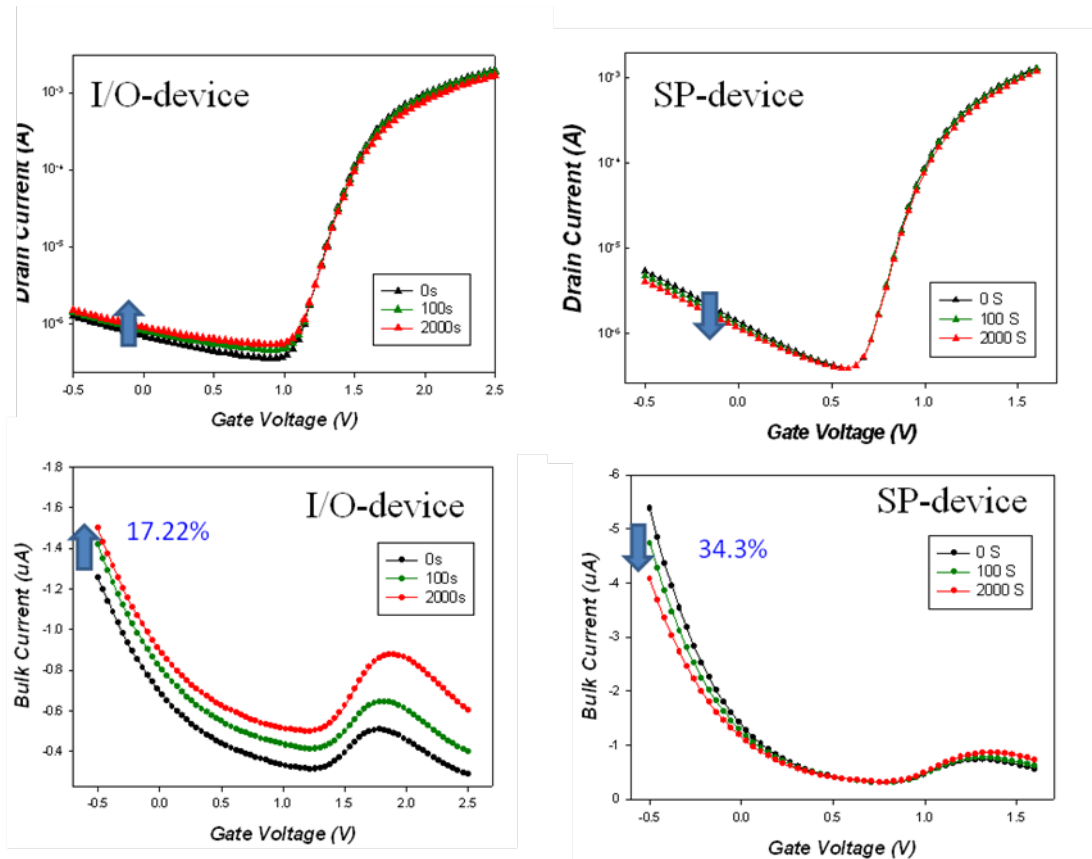 I/O-device
Drain Current (A)
10-3
10-4
10-5
10-6
0s
100s
2000s
-0.5 0.0 0.5 1.0 1.5 2.0 2.5
Gate Voltage (V)
SP-device
Drain Current (A)
10-3
10-4
10-5
10-6
0 S
100 S
2000 S
-0.5 0.0 0.5 1.0 1.5
Gate Voltage (V)
I/O-device
17.22%
Bulk Current (uA)
-1.8
-1.6
-1.4
-1.2
-1.0
-0.8
-0.6
-0.4
0s
100s
2000s
-0.5 0.0 0.5 1.0 1.5 2.0 2.5
Gate Voltage (V)
SP-device
34.3%
Bulk Current (uA)
-6
-5
-4
-3
-2
-1
0
0 S
100 S
2000 S
-0.5 0.0 0.5 1.0 1.5
Gate Voltage (V)